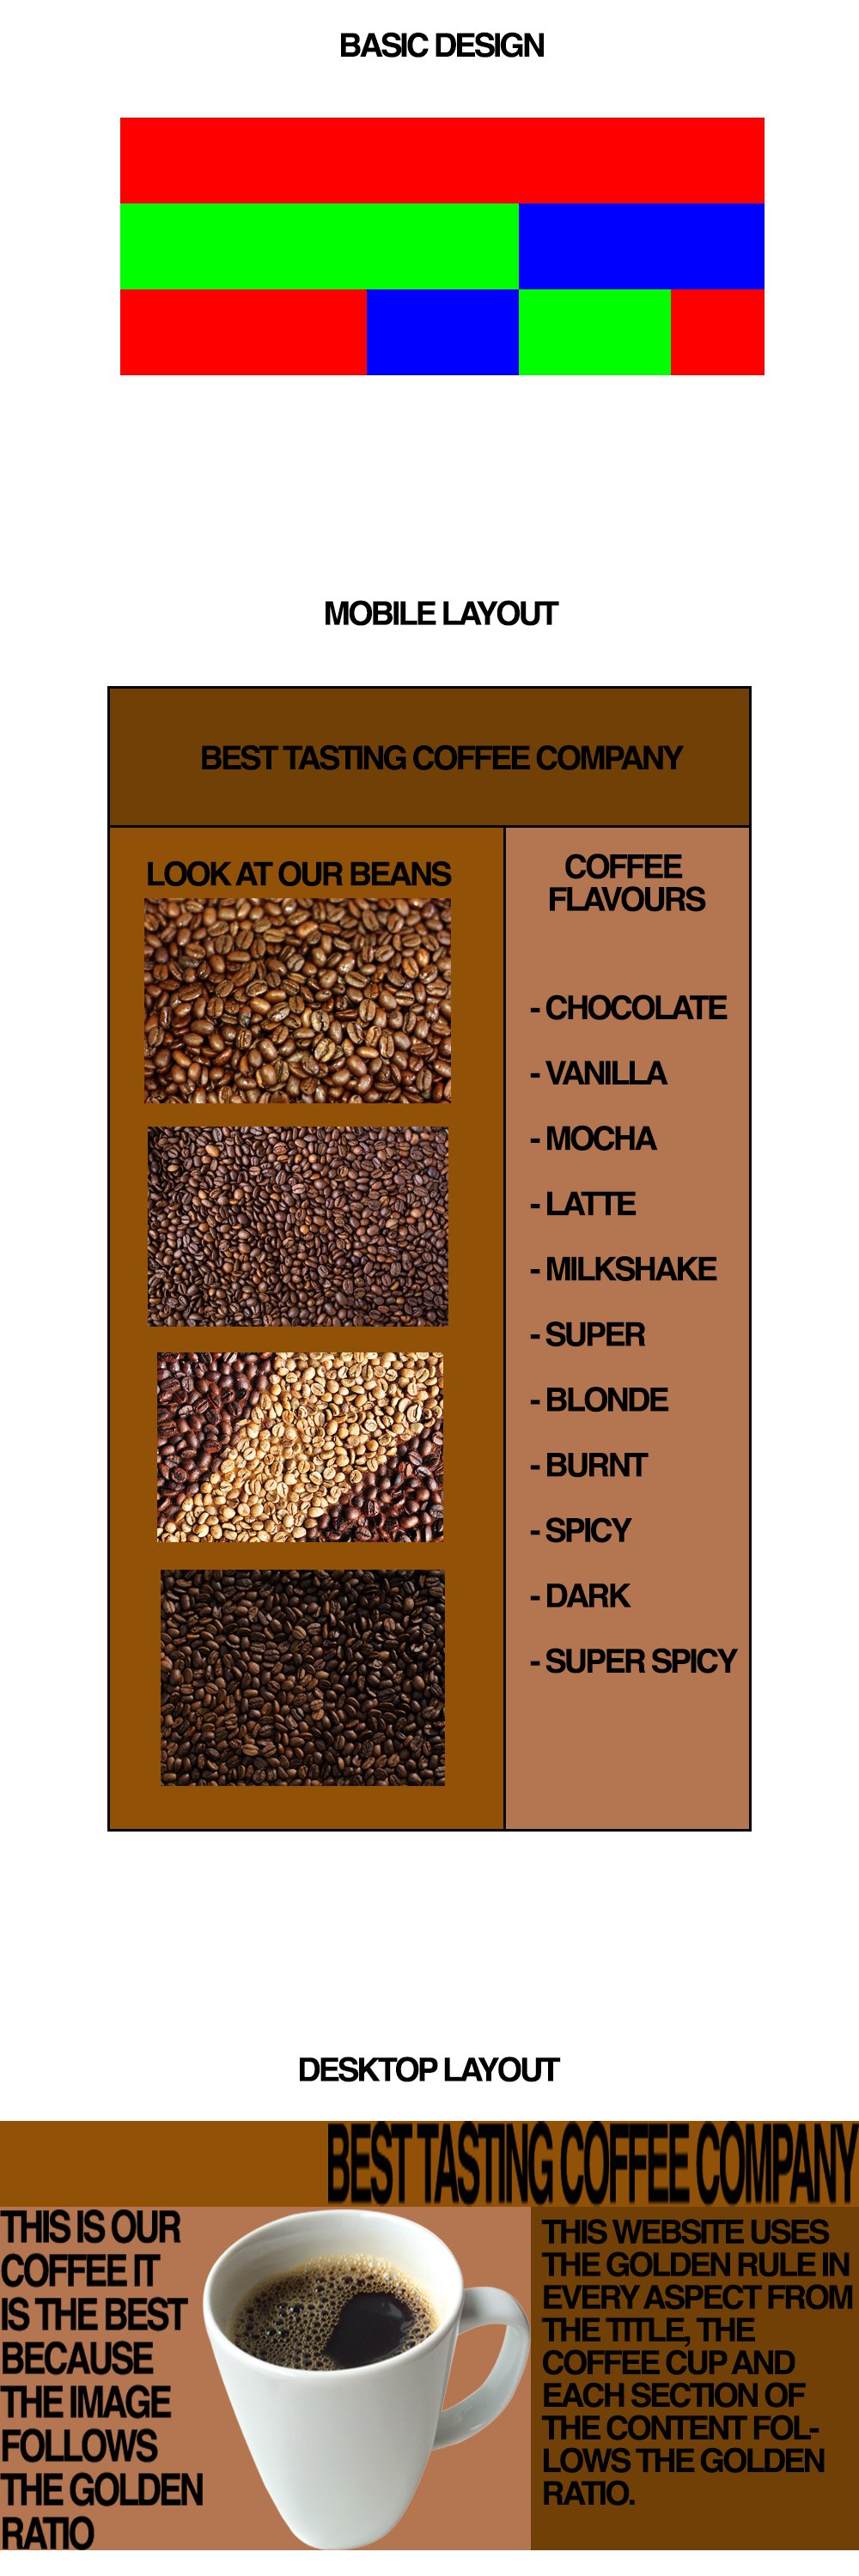 BASIC DESIGN
MOBILE LAYOUT
BEST TASTING COFFEE COMPANY
LOOK AT OUR BEANS
COFFEE
FLAVOURS
- CHOCOLATE
- VANILLA
- MOCHA
- LATTE
- MILKSHAKE
- SUPER
- BLONDE
- BURNT
- SPICY
- DARK
- SUPER SPICY
DESKTOP LAYOUT
BEST TASTING COFFEE COMPANY
THIS IS OUR
COFFEE IT
IS THE BEST
BECAUSE
THE IMAGE
FOLLOWS
THE GOLDEN
RATIO
THIS WEBSITE USES
THE GOLDEN RULE IN
EVERY ASPECT FROM
THE TITLE, THE
COFFEE CUP AND
EACH SECTION OF
THE CONTENT FOL-
LOWS THE GOLDEN
RATIO.